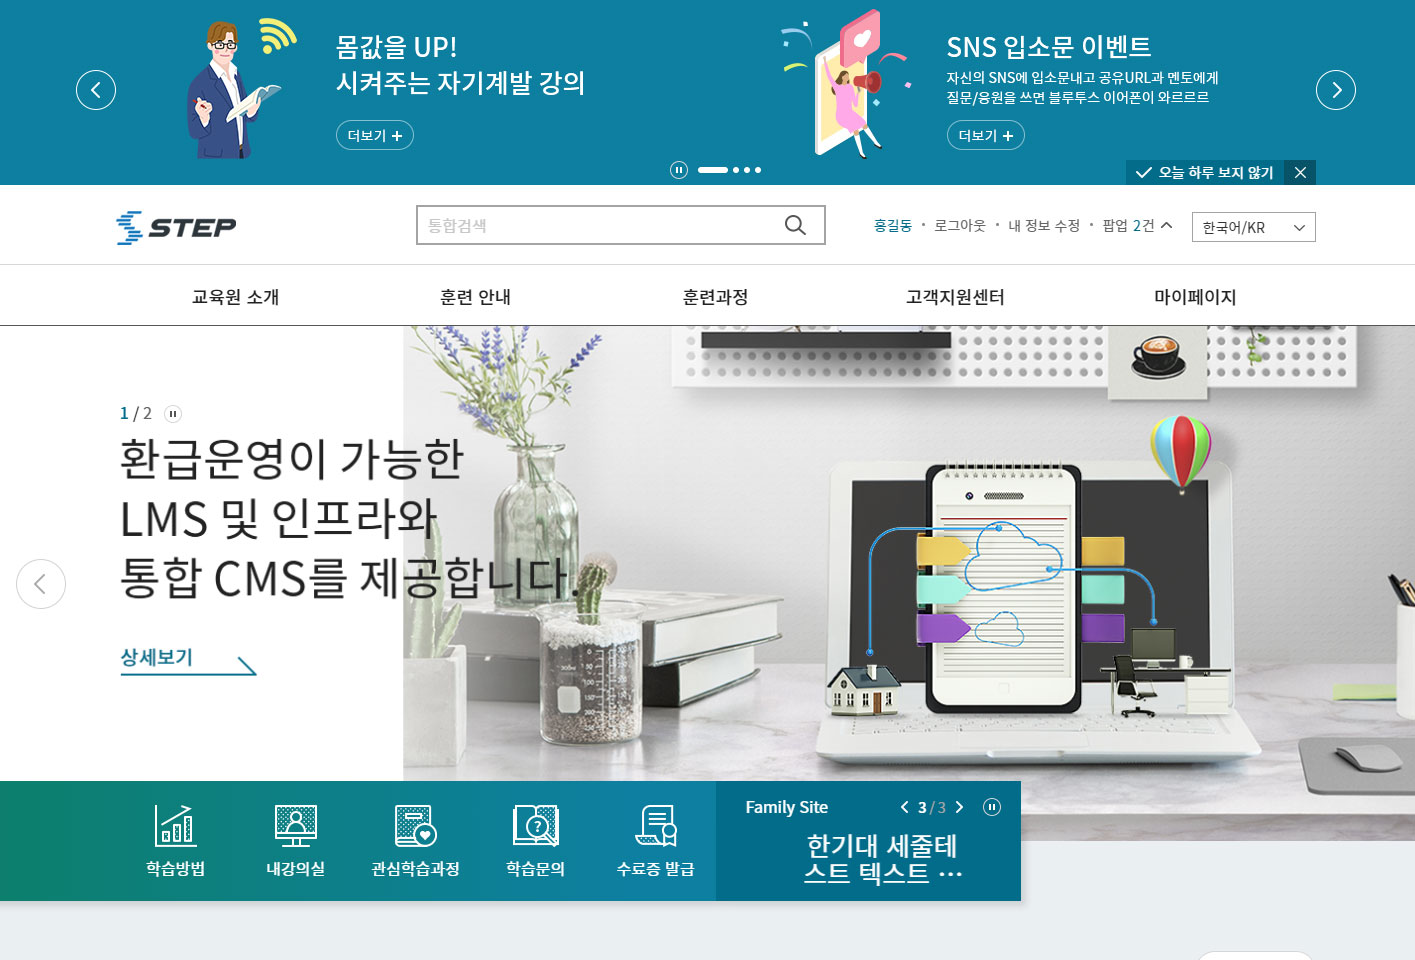 몸값을 UP!
시켜주는 자기계발 강의
더보기
SNS 입소문 이벤트
자신의 SNS에 입소문내고 공유URL과 멘토에게
질문/응원을 쓰면 블루투스 이어폰이 와르르르
더보기
오늘 하루 보지 않기
STEP
통합검색
홍길동
로그아웃
내 정보 수정
팝업 2건
한국어/KR
교육원 소개
훈련 안내
훈련과정
고객지원센터
마이페이지
1 / 2
환급운영이 가능한
LMS 및 인프라와
통합 CMS를 제공합니다.
상세보기
학습방법
내강의실
관심학습과정
학습문의
수료증 발급
Family Site
3 / 3
한기대 세줄테
스트 텍스트 ···